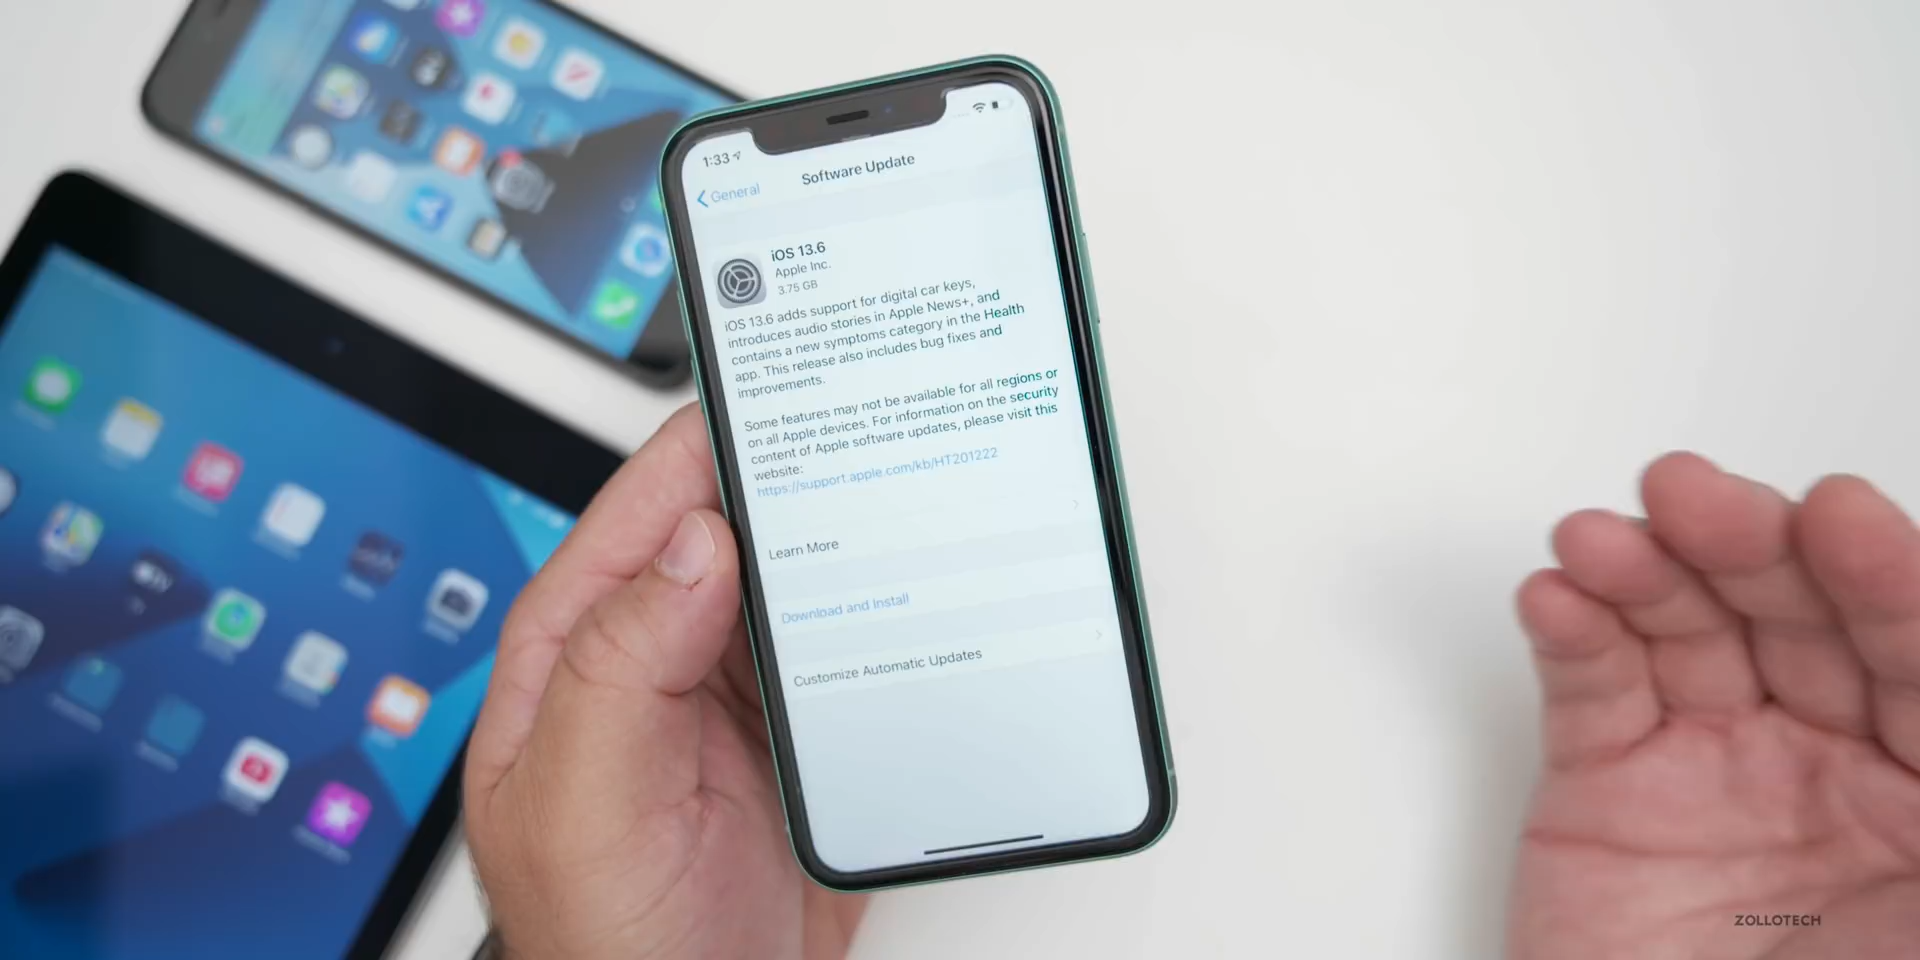 1:33
General
Software Update
iOS 13.6
Apple Inc.
3.75 GB
iOS 13.6 adds support for digital car keys,
introduces audio stories in Apple News+, and
contains a new symptoms category in the Health
app. This release also includes bug fixes and
improvements.
Some features may not be available for all regions or
on all Apple devices. For information on the security
content of Apple software updates, please visit this
website:
https://support.apple.com/kb/HT201222
Learn More
Download and Install
Customize Automatic Updates
ZOLLOTECH